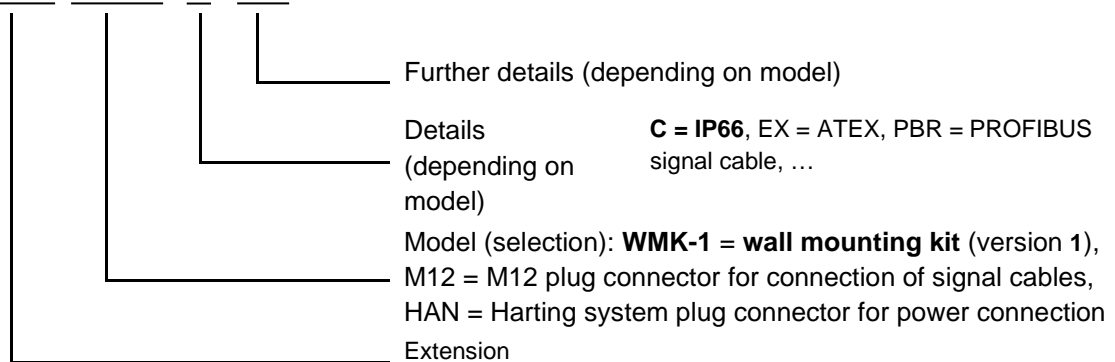 Further details (depending on model)
Details
(depending on
model)
C = IP66, EX = ATEX, PBR = PROFIBUS
signal cable, …
Model (selection): WMK-1 = wall mounting kit (version 1),
M12 = M12 plug connector for connection of signal cables,
HAN = Harting system plug connector for power connection
Extension